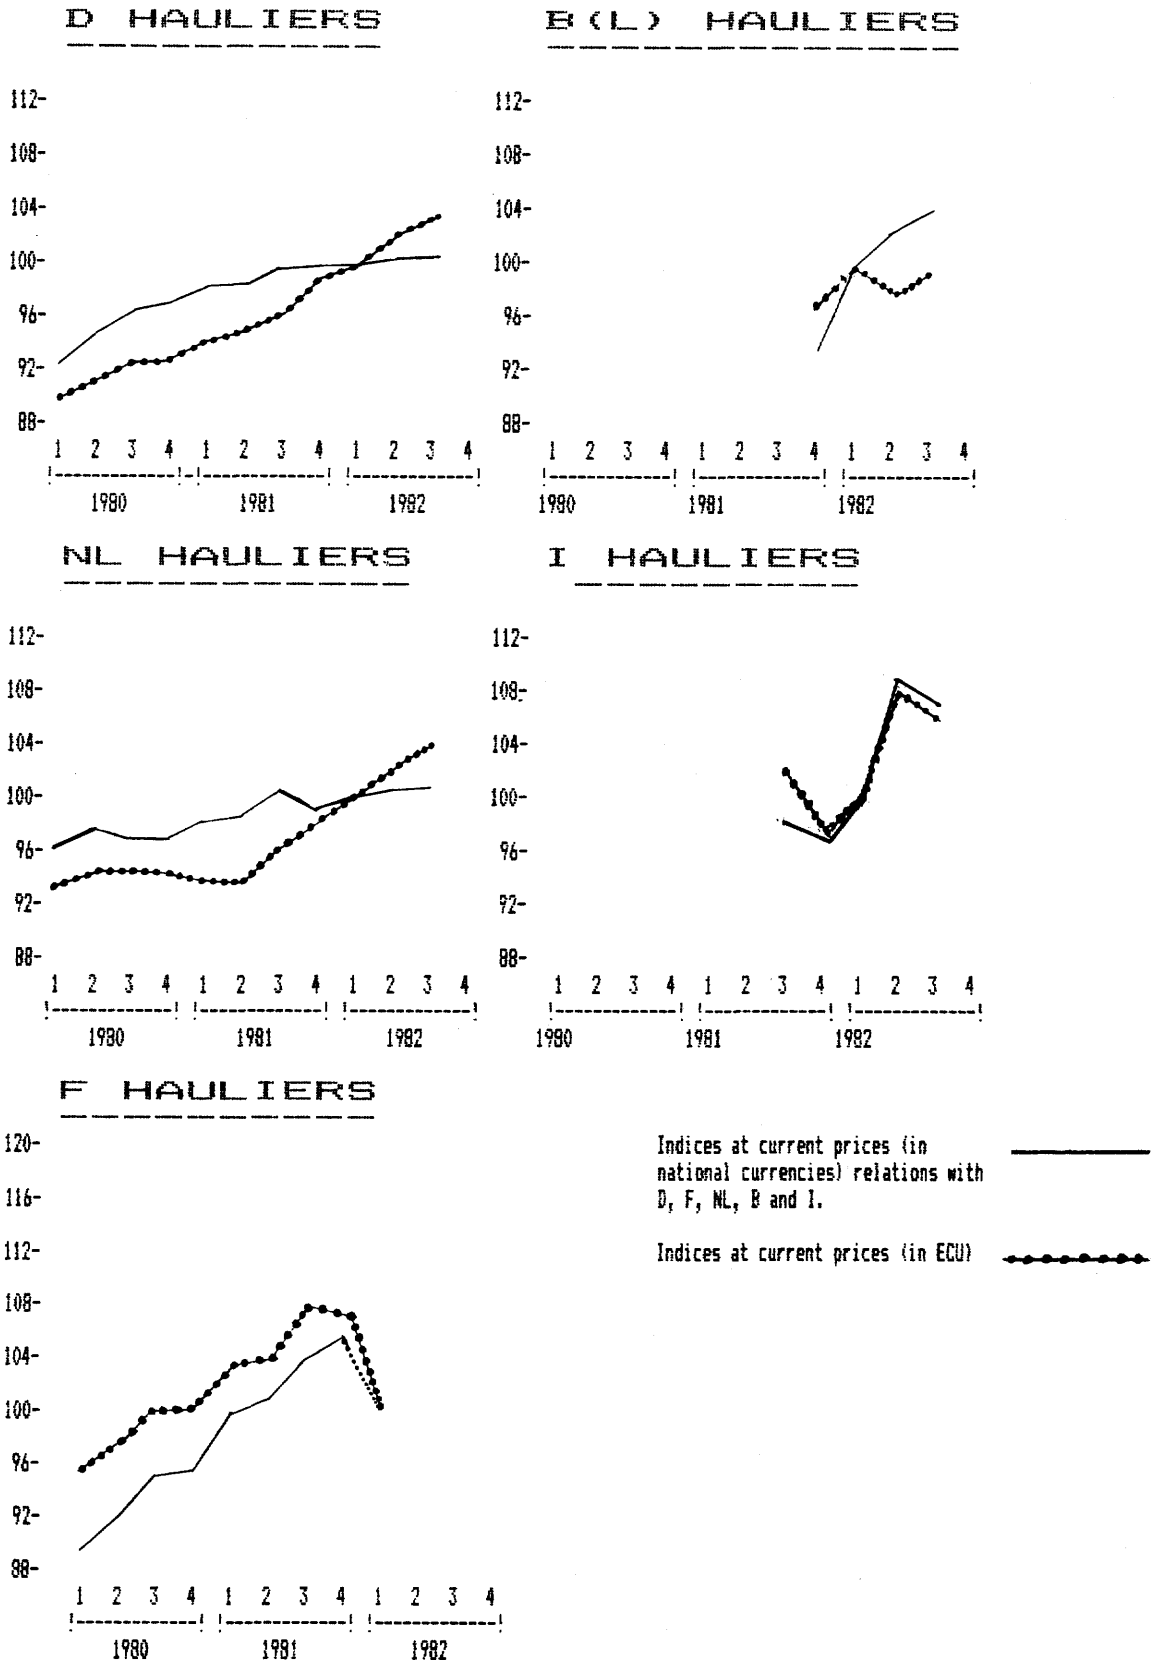 D HAULIERS
112-
108-
104-
100-
96-
92-
88-
1 2 3 4 1 2 3 4 1 2 3 4
1980 1981 1982
B(L) HAULIERS
112-
108-
104-
100-
96-
92-
88-
1 2 3 4 1 2 3 4 1 2 3 4
1980 1981 1982
NL HAULIERS
112-
108-
104-
100-
96-
92-
88-
1 2 3 4 1 2 3 4 1 2 3 4
1980 1981 1982
I HAULIERS
112-
108-
104-
100-
96-
92-
88-
1 2 3 4 1 2 3 4 1 2 3 4
1980 1981 1982
F HAULIERS
120-
116-
112-
108-
104-
100-
96-
92-
88-
1 2 3 4 1 2 3 4 1 2 3 4
1980 1981 1982
Indices at current prices (in
national currencies) relations with
D, F, NL, B and I.
Indices at current prices (in ECU)